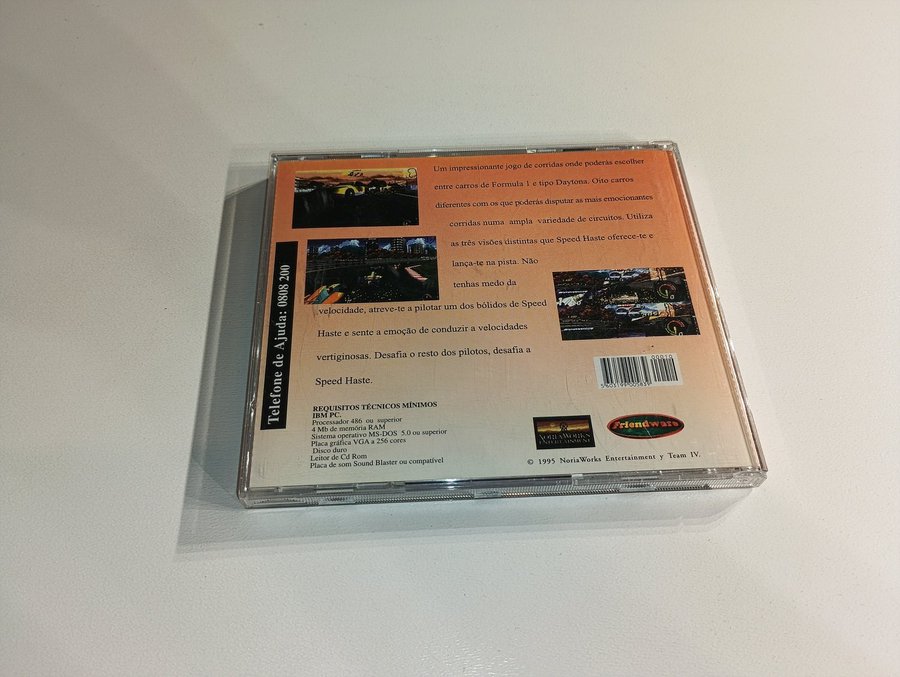 Um impressionante jogo de corridas onde poderás escolher
entre carros de Formula 1 e tipo Daytona. Oito carros
diferentes com os que poderás disputar as mais emocionantes
corridas numa ampla variedade de circuitos. Utiliza
as três visões distintas que Speed Haste oferece-te e
lança-te na pista. Não
tenhas medo da
velocidade, atreve-te a pilotar um dos bólidos de Speed
Haste e sente a emoção de conduzir a velocidades
vertiginosas. Desafia o resto dos pilotos, desafia a
Speed Haste.
Telefone de Ajuda: 0808 200
REQUISITOS TÉCNICOS MÍNIMOS
IBM PC.
Processador 486 ou superior
4 Mb de memória RAM
Sistema operativo MS-DOS 5.0 ou superior
Placa gráfica VGA a 256 cores
Disco duro
Leitor de Cd Rom
Placa de som Sound Blaster ou compatível
00019
NORIAWORKS
ENTERTAINMENT
Friendware
© 1995 NoriaWorks Entertainment y Team IV.